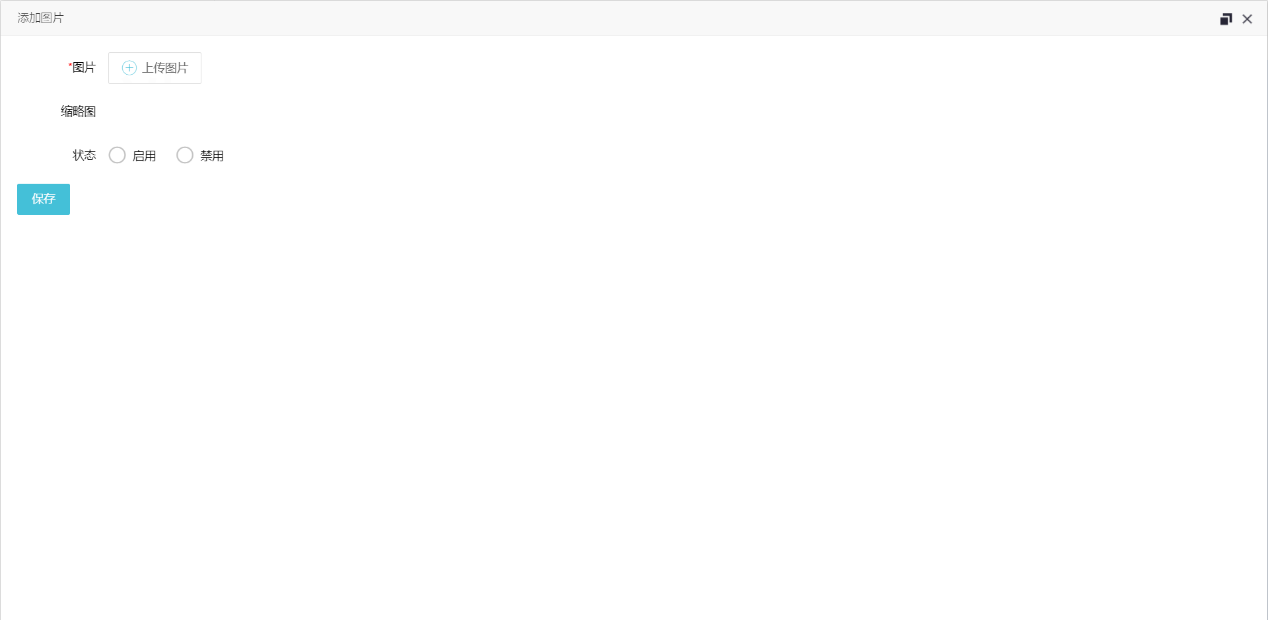 添加图片
*图片 上传图片
缩略图
状态 启用 禁用
保存